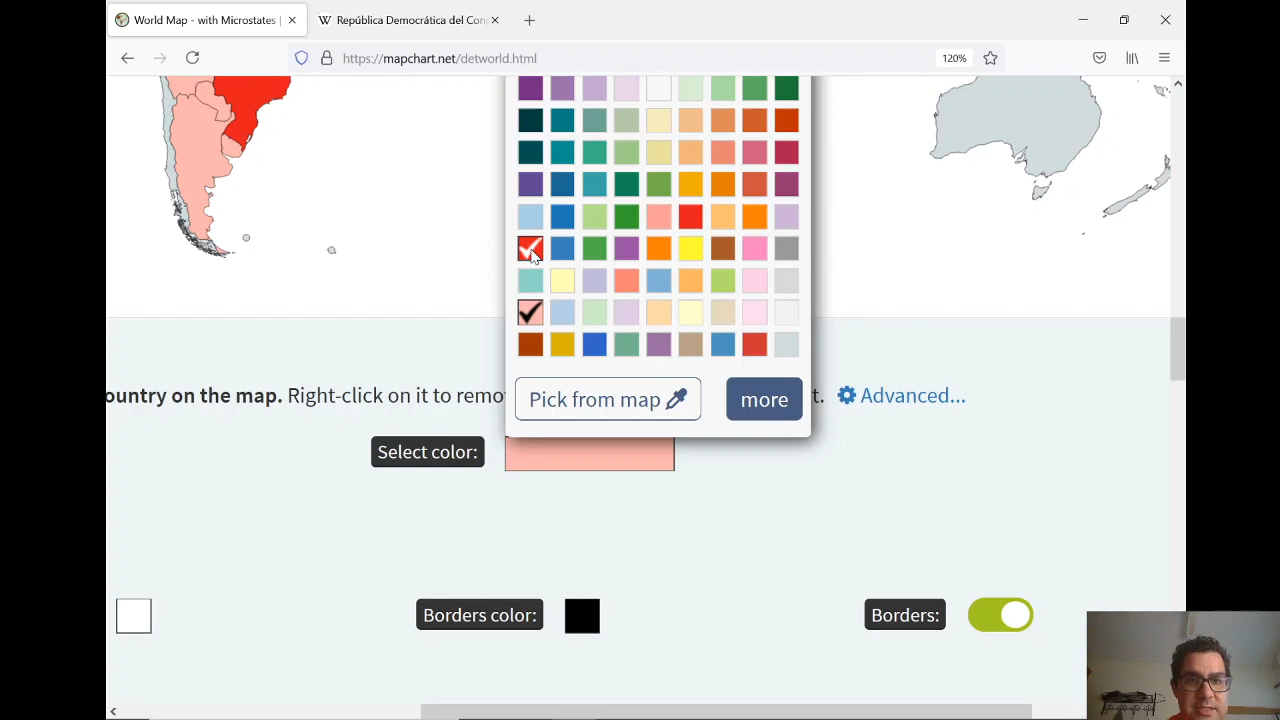 World Map - with Microstates |
W República Democrática del Con
https://mapchart.net/detworld.html
120%
ountry on the map. Right-click on it to remo
t. Advanced...
Pick from map
more
Select color:
Borders color:
Borders: